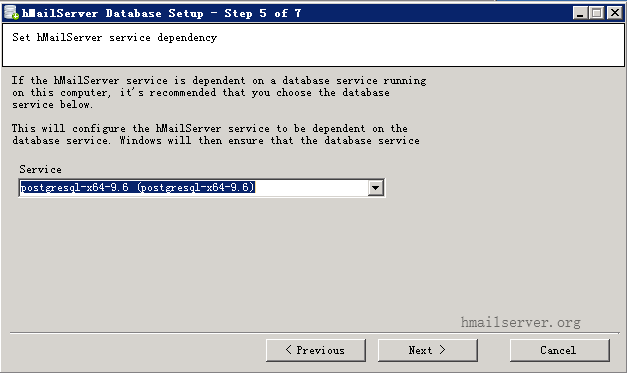 hMailServer Database Setup - Step 5 of 7
Set hMailServer service dependency
If the hMailServer service is dependent on a database service running
on this computer, it's recommended that you choose the database
service below.
This will configure the hMailServer service to be dependent on the
database service. Windows will then ensure that the database service
Service
postgresql-x64-9.6 (postgresql-x64-9.6)
hmailserver.org
< Previous
Next >
Cancel